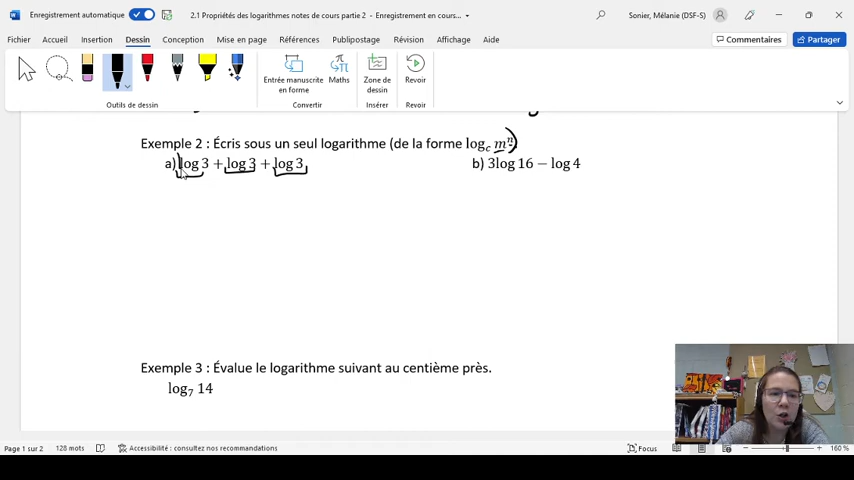 Enregistrement automatique
2.1 Propriétés des logarithmes notes de cours partie 2 - Enregistrement en cours...
Sonier, Mélanie (DSF-S)
Fichier Accueil Insertion Dessin Conception Mise en page Références Publipostage Révision Affichage Aide
Commentaires Partager
Entrée manuscrite en forme
Maths
Zone de dessin
Revoir
Outils de dessin Convertir Insérer Revoir
Exemple 2 : Écris sous un seul logarithme (de la forme log_c m^n)
a) log 3 + log 3 + log 3 b) 3log 16 − log 4
Exemple 3 : Évalue le logarithme suivant au centième près.
log₇ 14
Page 1 sur 2 128 mots Accessibilité : consultez nos recommandations Focus 160 %